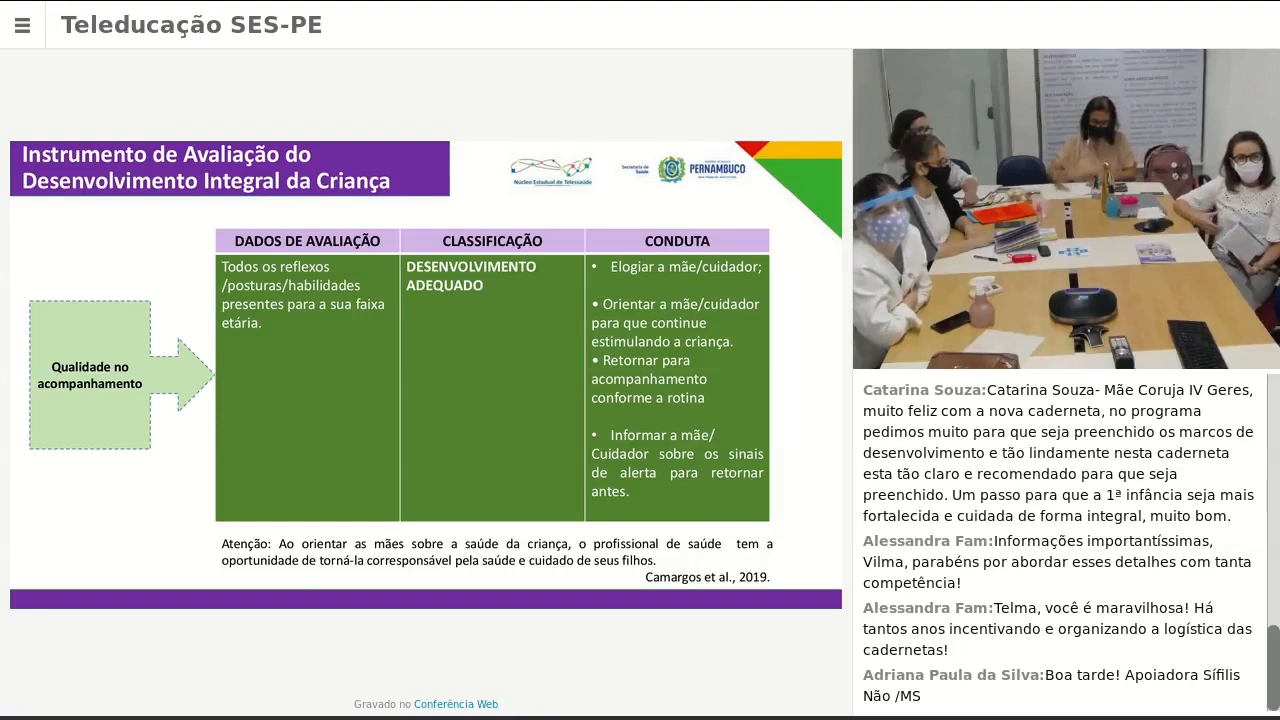 Teleducação SES-PE
Instrumento de Avaliação do
Desenvolvimento Integral da Criança
Núcleo Estadual de Telessaúde
Secretaria de
Saúde
PERNAMBUCO
DADOS DE AVALIAÇÃO
CLASSIFICAÇÃO
CONDUTA
Todos os reflexos
/posturas/habilidades
presentes para a sua faixa
etária.
DESENVOLVIMENTO
ADEQUADO
• Elogiar a mãe/cuidador;
• Orientar a mãe/cuidador
para que continue
estimulando a criança.
• Retornar para
acompanhamento
conforme a rotina
• Informar a mãe/
Cuidador sobre os sinais
de alerta para retornar
antes.
Qualidade no
acompanhamento
Atenção: Ao orientar as mães sobre a saúde da criança, o profissional de saúde tem a
oportunidade de torná-la corresponsável pela saúde e cuidado de seus filhos.
Camargos et al., 2019.
Gravado no Conferência Web
Catarina Souza:Catarina Souza- Mãe Coruja IV Geres,
muito feliz com a nova caderneta, no programa
pedimos muito para que seja preenchido os marcos de
desenvolvimento e tão lindamente nesta caderneta
esta tão claro e recomendado para que seja
preenchido. Um passo para que a 1ª infância seja mais
fortalecida e cuidada de forma integral, muito bom.
Alessandra Fam:Informações importantíssimas,
Vilma, parabéns por abordar esses detalhes com tanta
competência!
Alessandra Fam:Telma, você é maravilhosa! Há
tantos anos incentivando e organizando a logística das
cadernetas!
Adriana Paula da Silva:Boa tarde! Apoiadora Sífilis
Não /MS